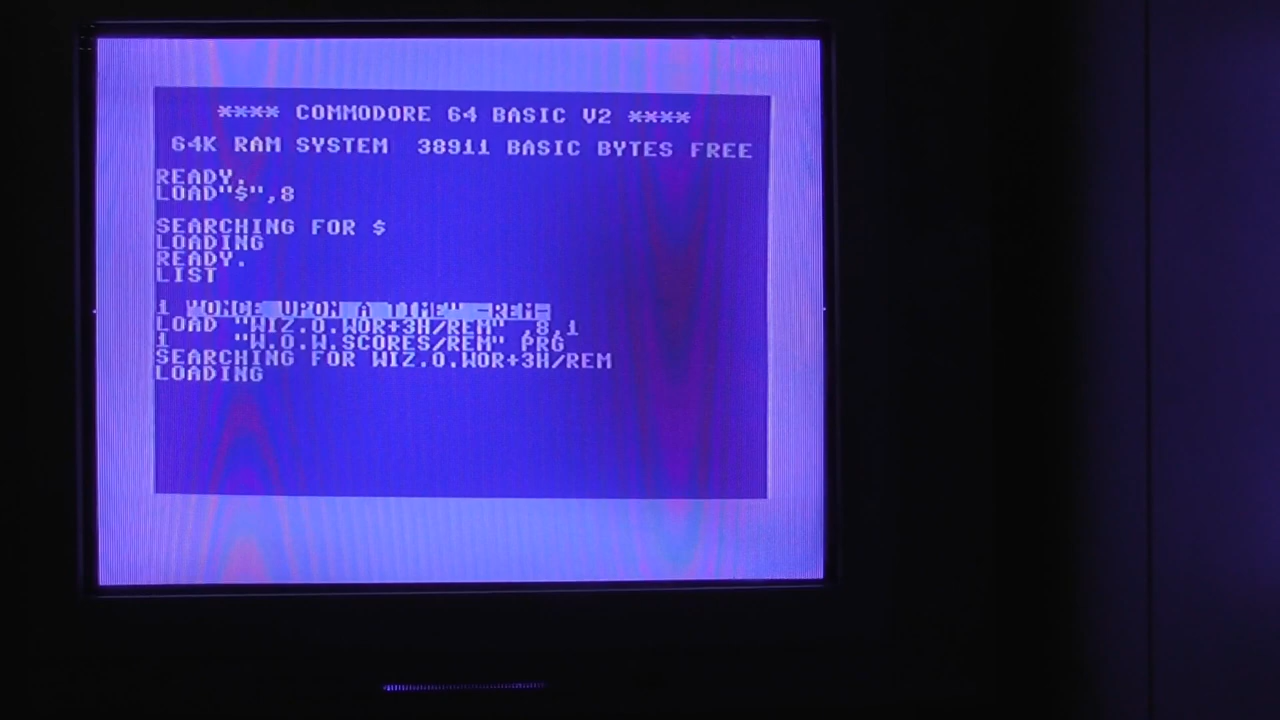 **** COMMODORE 64 BASIC V2 ****
64K RAM SYSTEM 38911 BASIC BYTES FREE
READY.
LOAD"$",8
SEARCHING FOR $
LOADING
READY.
LIST
1 "ONCE UPON A TIME" -REM-
LOAD "WIZ.O.WOR+3H/REM" ,8,1
1 "W.O.W.SCORES/REM" PRG
SEARCHING FOR WIZ.O.WOR+3H/REM
LOADING